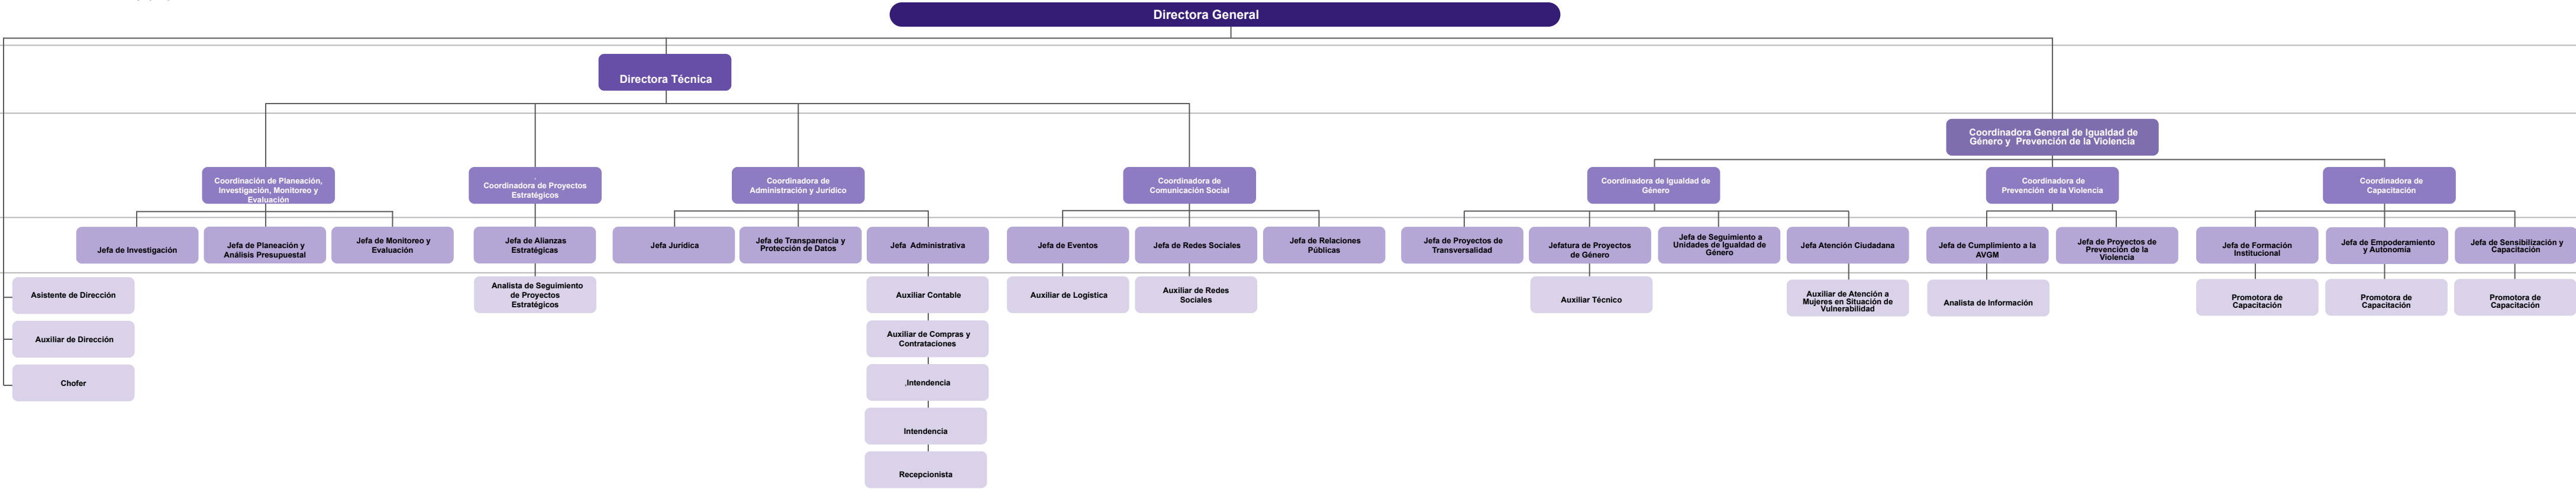 Directora General
Directora Técnica
Coordinadora General de Igualdad de
Género y Prevención de la Violencia
Coordinación de Planeación,
Investigación, Monitoreo y
Evaluación
Coordinadora de Proyectos
Estratégicos
Coordinadora de
Administración y Jurídico
Coordinadora de
Comunicación Social
Coordinadora de Igualdad de
Género
Coordinadora de
Prevención de la Violencia
Coordinadora de
Capacitación
Jefa de Investigación
Jefa de Planeación y
Análisis Presupuestal
Jefa de Monitoreo y
Evaluación
Jefa de Alianzas
Estratégicas
Jefa Jurídica
Jefa de Transparencia y
Protección de Datos
Jefa Administrativa
Jefa de Eventos
Jefa de Redes Sociales
Jefa de Relaciones
Públicas
Jefa de Proyectos de
Transversalidad
Jefatura de Proyectos
de Género
Jefa de Seguimiento a
Unidades de Igualdad de
Género
Jefa Atención Ciudadana
Jefa de Cumplimiento a la
AVGM
Jefa de Proyectos de
Prevención de la
Violencia
Jefa de Formación
Institucional
Jefa de Empoderamiento
y Autonomía
Jefa de Sensibilización y
Capacitación
Asistente de Dirección
Analista de Seguimiento
de Proyectos
Estratégicos
Auxiliar Contable
Auxiliar de Logística
Auxiliar de Redes
Sociales
Auxiliar Técnico
Auxiliar de Atención a
Mujeres en Situación de
Vulnerabilidad
Analista de Información
Promotora de
Capacitación
Promotora de
Capacitación
Promotora de
Capacitación
Auxiliar de Dirección
Auxiliar de Compras y
Contrataciones
Chofer
,Intendencia
Intendencia
Recepcionista